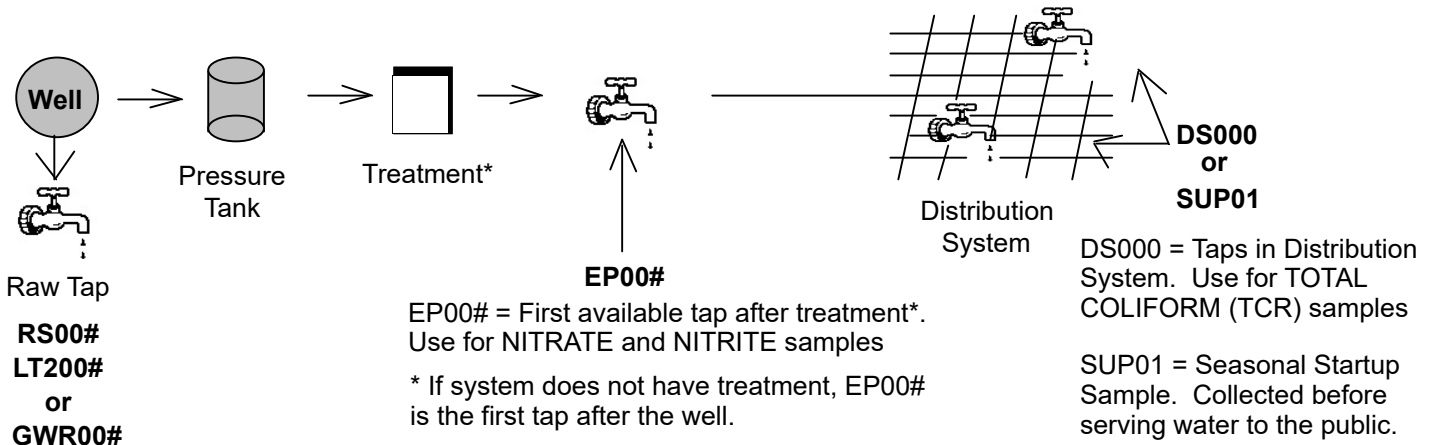 Well
Raw Tap
RS00#
LT200#
or
GWR00#
Pressure
Tank
Treatment*
EP00#
EP00# = First available tap after treatment*.
Use for NITRATE and NITRITE samples
* If system does not have treatment, EP00#
is the first tap after the well.
Distribution
System
DS000
or
SUP01
DS000 = Taps in Distribution
System. Use for TOTAL
COLIFORM (TCR) samples
SUP01 = Seasonal Startup
Sample. Collected before
serving water to the public.